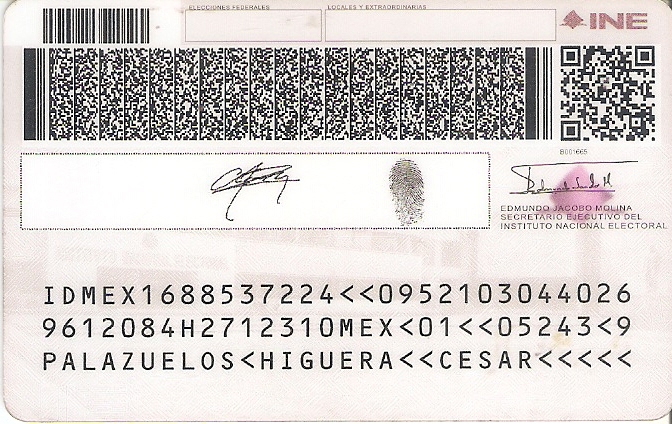 ELECCIONES FEDERALES
LOCALES Y EXTRAORDINARIAS
INE
B001665
EDMUNDO JACOBO MOLINA
SECRETARIO EJECUTIVO DEL
INSTITUTO NACIONAL ELECTORAL
IDMEX1688537224<<0952103044026
9612084H2712310MEX<01<<05243<9
PALAZUELOS<HIGUERA<<CESAR<<<<<